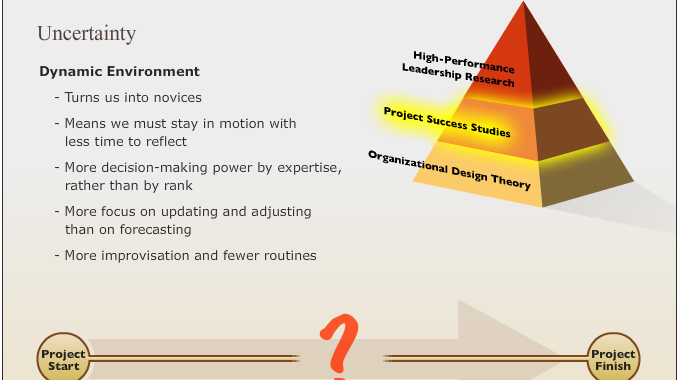 Uncertainty
Dynamic Environment
- Turns us into novices
- Means we must stay in motion with
less time to reflect
- More decision-making power by expertise,
rather than by rank
- More focus on updating and adjusting
than on forecasting
- More improvisation and fewer routines
High-Performance
Leadership Research
Project Success Studies
Organizational Design Theory
Project
Start
?
Project
Finish